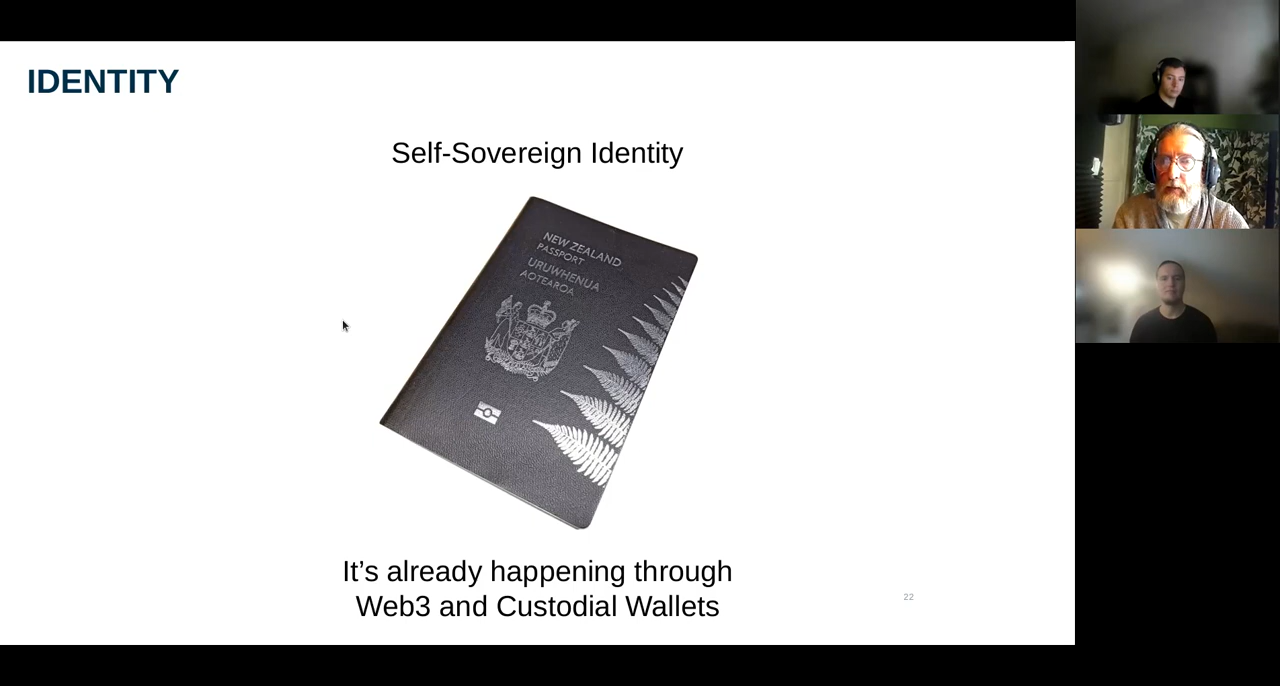 IDENTITY
Self-Sovereign Identity
NEW ZEALAND
PASSPORT
URUWHENUA
AOTEAROA
It’s already happening through
Web3 and Custodial Wallets
22